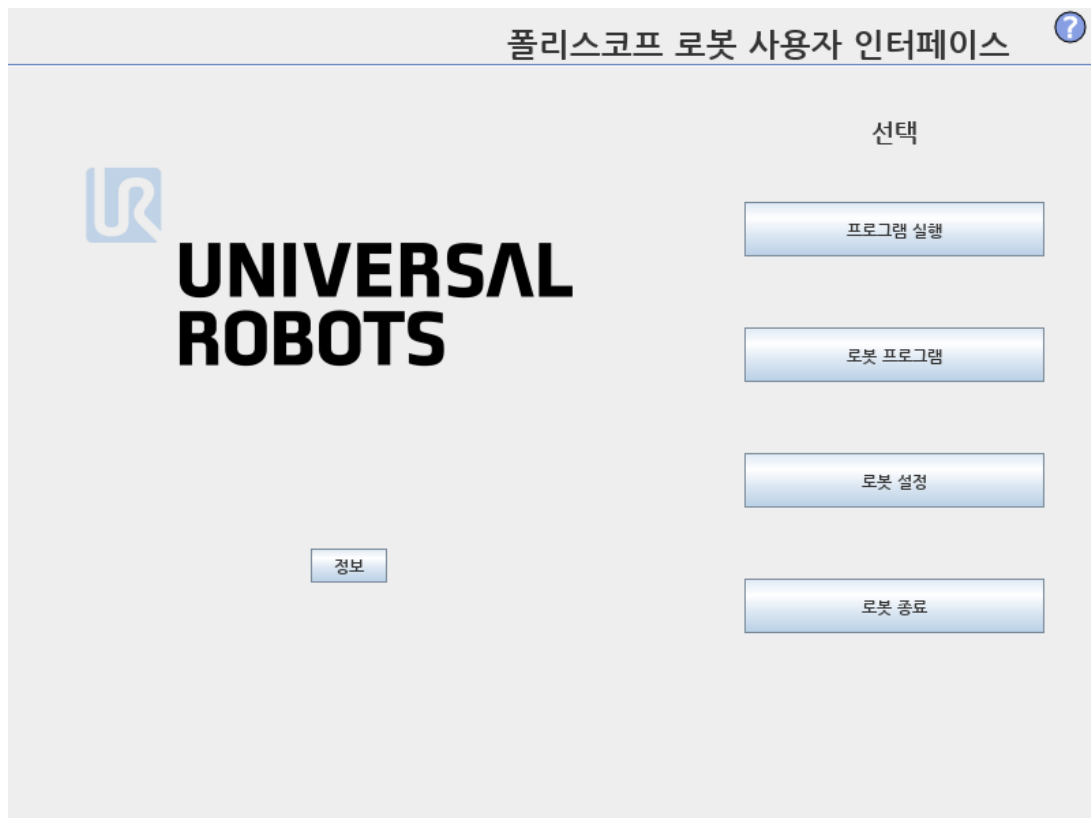 폴리스코프 로봇 사용자 인터페이스
?
선택
UR
UNIVERSAL
ROBOTS
프로그램 실행
로봇 프로그램
로봇 설정
정보
로봇 종료